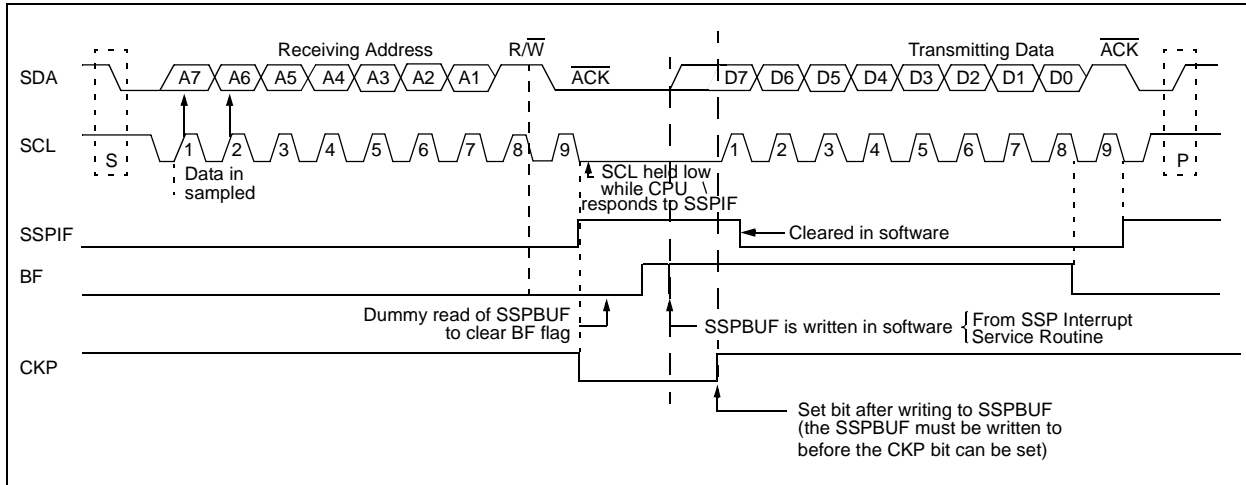 Receiving Address R/W Transmitting Data ACK
SDA A7 A6 A5 A4 A3 A2 A1 ACK D7 D6 D5 D4 D3 D2 D1 D0
SCL S 1 2 3 4 5 6 7 8 9 1 2 3 4 5 6 7 8 9 P
Data in
sampled
SCL held low
while CPU
responds to SSPIF
SSPIF
Cleared in software
BF
Dummy read of SSPBUF
to clear BF flag
SSPBUF is written in software
From SSP Interrupt
Service Routine
CKP
Set bit after writing to SSPBUF
(the SSPBUF must be written to
before the CKP bit can be set)